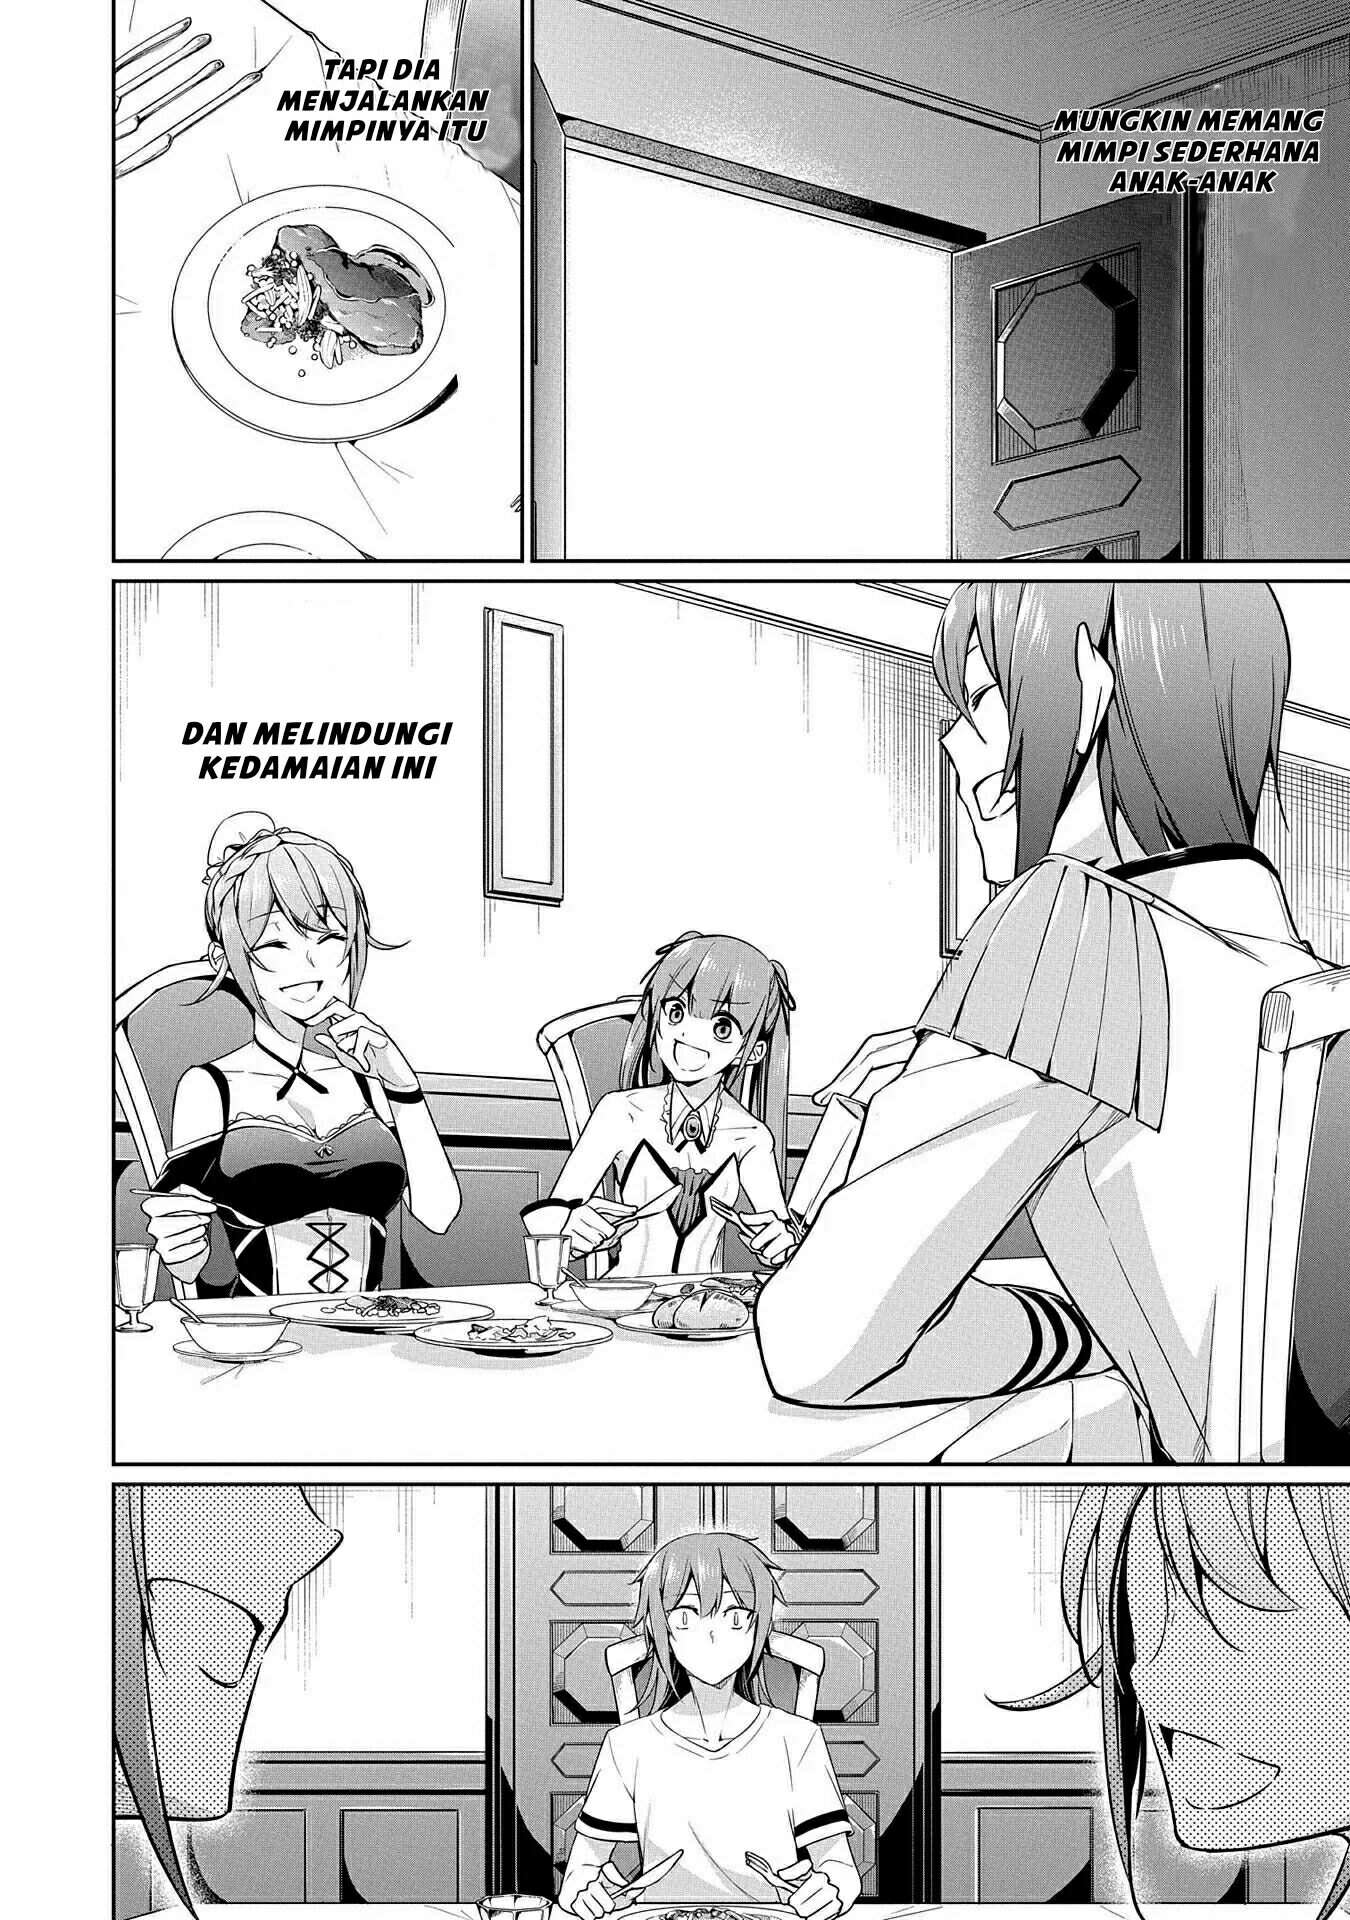 MUNGKIN MEMANG
MIMPI SEDERHANA
ANAK-ANAK
TAPI DIA
MENJALANKAN
MIMPINYA ITU
DAN MELINDUNGI
KEDAMAIAN INI